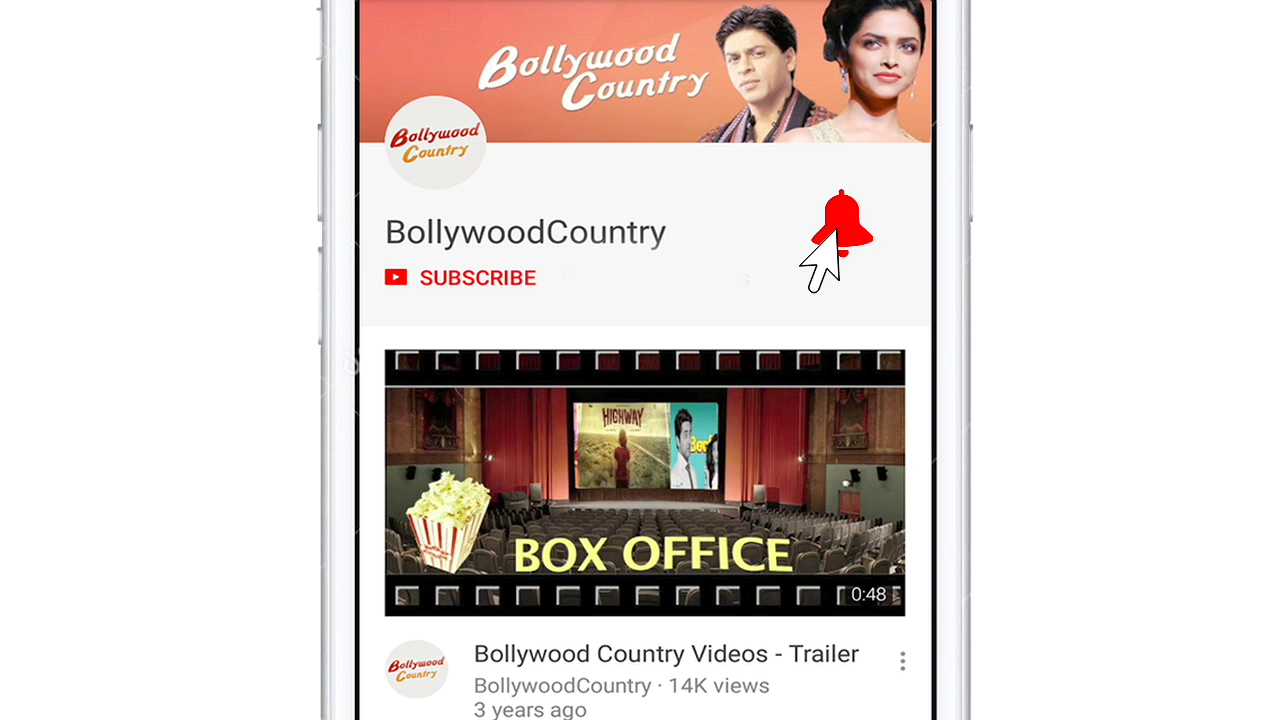 Bollywood
Country
Bollywood
Country
BollywoodCountry
SUBSCRIBE
HIGHWAY
BOX OFFICE
0:48
Bollywood
Country
Bollywood Country Videos - Trailer
BollywoodCountry · 14K views
3 years ago